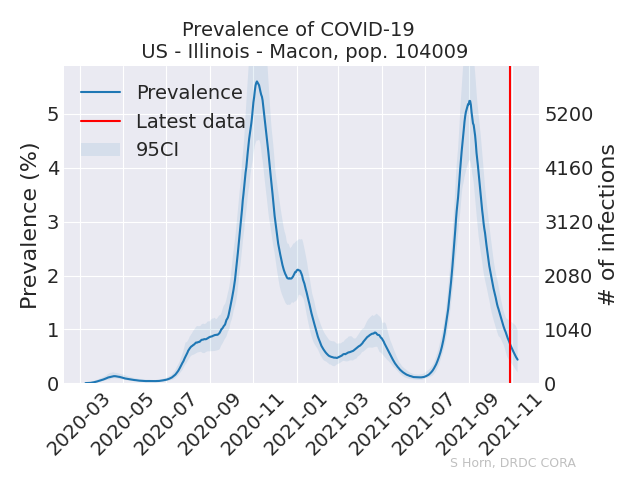 Prevalence of COVID-19
US - Illinois - Macon, pop. 104009
Prevalence
Latest data
95CI
Prevalence (%)
5
4
3
2
1
0
5200
4160
3120
2080
1040
0
# of infections
2020-03
2020-05
2020-07
2020-09
2020-11
2021-01
2021-03
2021-05
2021-07
2021-09
2021-11
S Horn, DRDC CORA